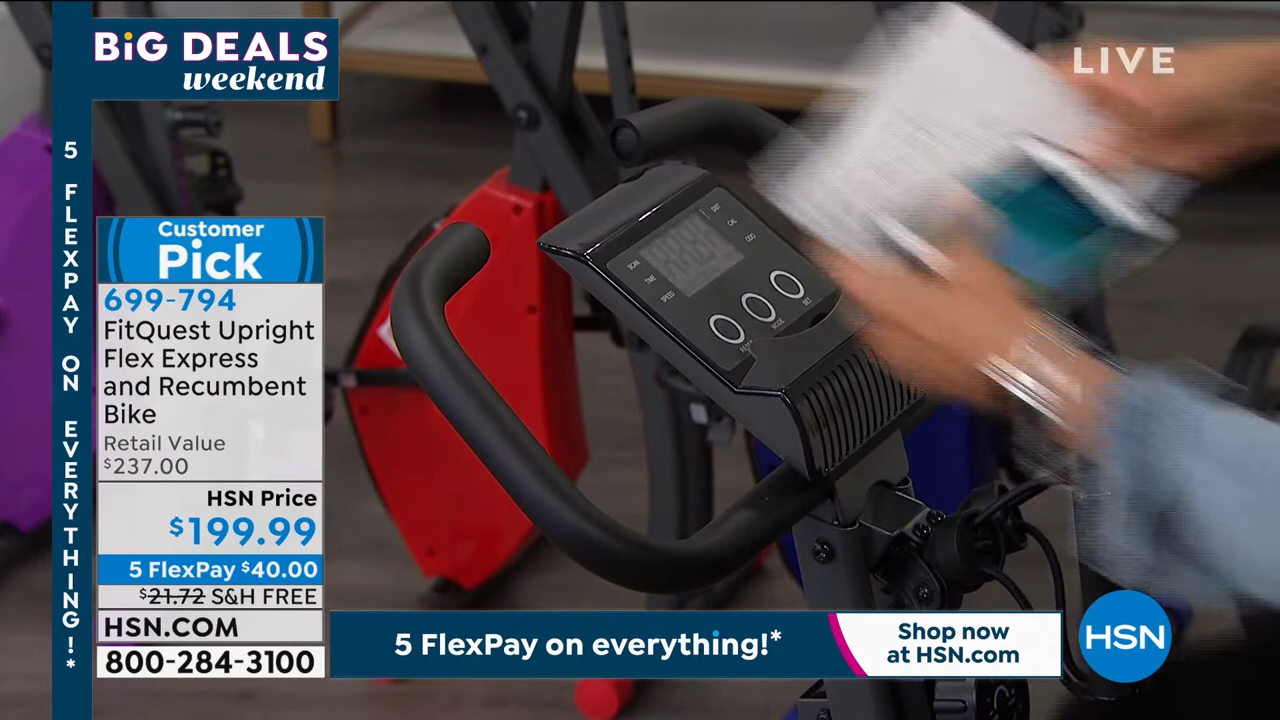 BiG DEALS
weekend
LIVE
5 FLEXPAY ON EVERYTHING!*
Customer
Pick
699-794
FitQuest Upright
Flex Express
and Recumbent
Bike
Retail Value
$237.00
HSN Price
$199.99
5 FlexPay $40.00
$21.72 S&H FREE
HSN.COM
800-284-3100
SCAN
TIME
SPEED
DIST
CAL
ODO
MODE
SET
5 FlexPay on everything!*
Shop now
at HSN.com
HSN